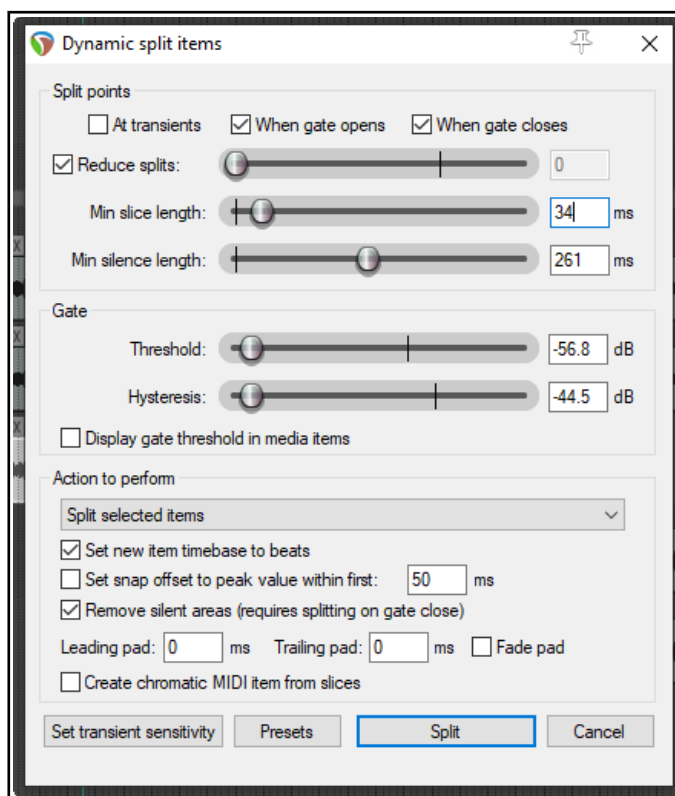 Dynamic split items
Split points
At transients When gate opens When gate closes
Reduce splits: 0
Min slice length: 34 ms
Min silence length: 261 ms
Gate
Threshold: -56.8 dB
Hysteresis: -44.5 dB
Display gate threshold in media items
Action to perform
Split selected items
Set new item timebase to beats
Set snap offset to peak value within first: 50 ms
Remove silent areas (requires splitting on gate close)
Leading pad: 0 ms Trailing pad: 0 ms Fade pad
Create chromatic MIDI item from slices
Set transient sensitivity Presets Split Cancel